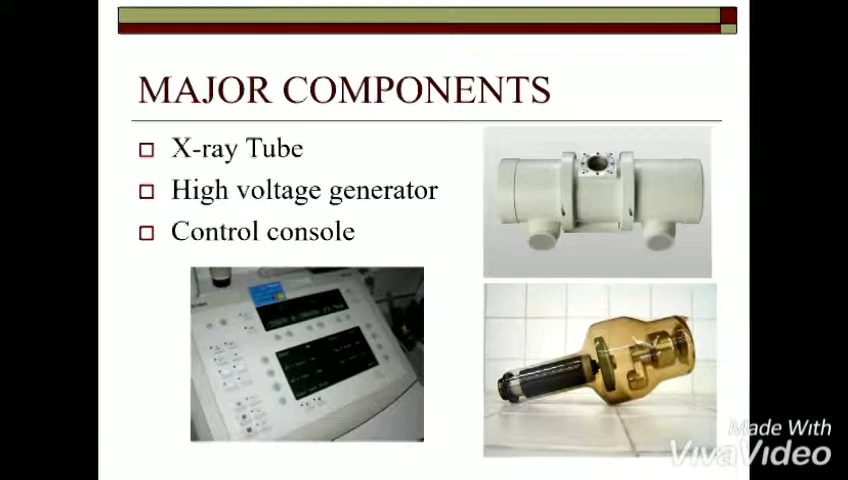 MAJOR COMPONENTS
X-ray Tube
High voltage generator
Control console
Made With
VivaVideo